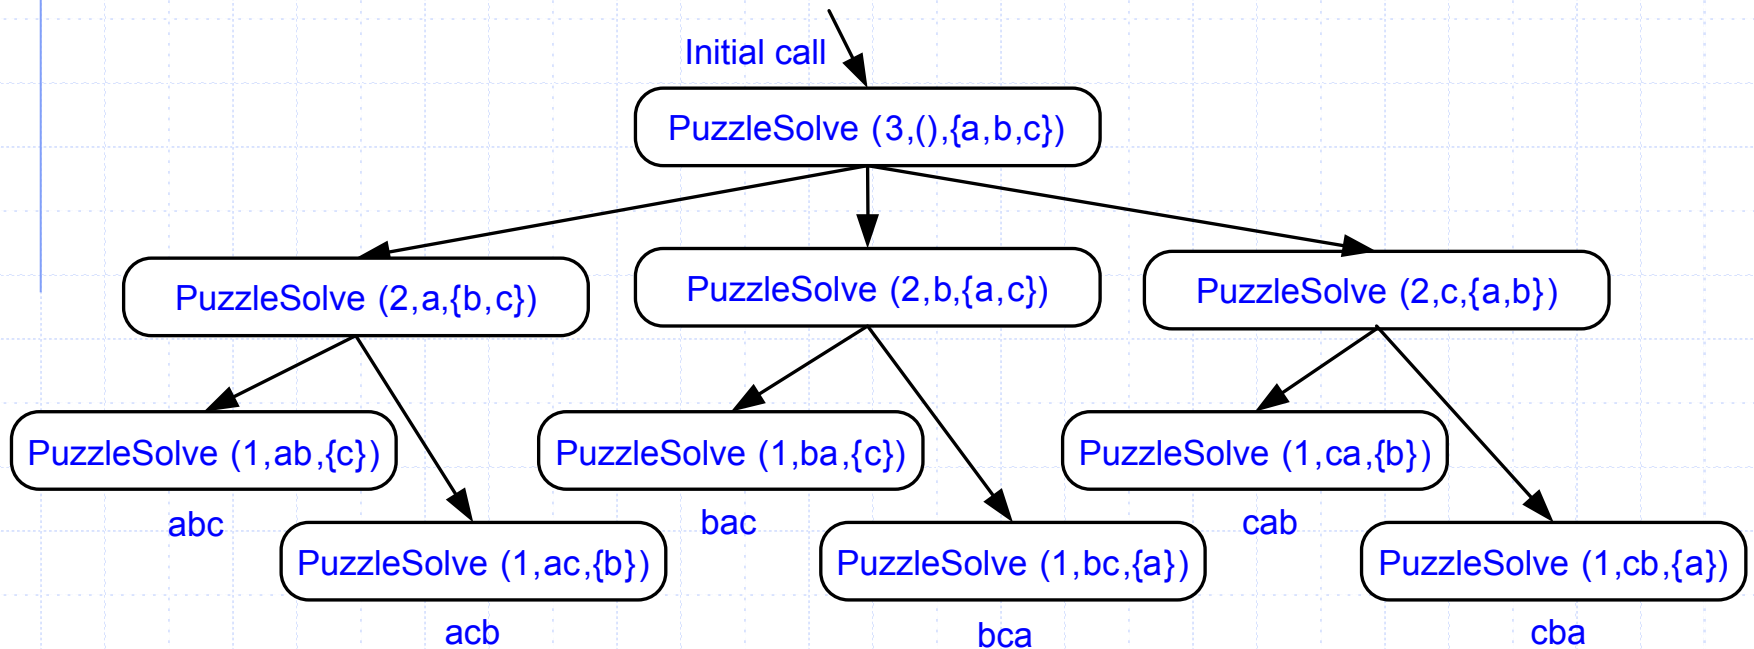 Initial call
PuzzleSolve (3,(),{a,b,c})
PuzzleSolve (2,a,{b,c})
PuzzleSolve (2,b,{a,c})
PuzzleSolve (2,c,{a,b})
PuzzleSolve (1,ab,{c})
PuzzleSolve (1,ba,{c})
PuzzleSolve (1,ca,{b})
abc
bac
cab
PuzzleSolve (1,ac,{b})
PuzzleSolve (1,bc,{a})
PuzzleSolve (1,cb,{a})
acb
bca
cba